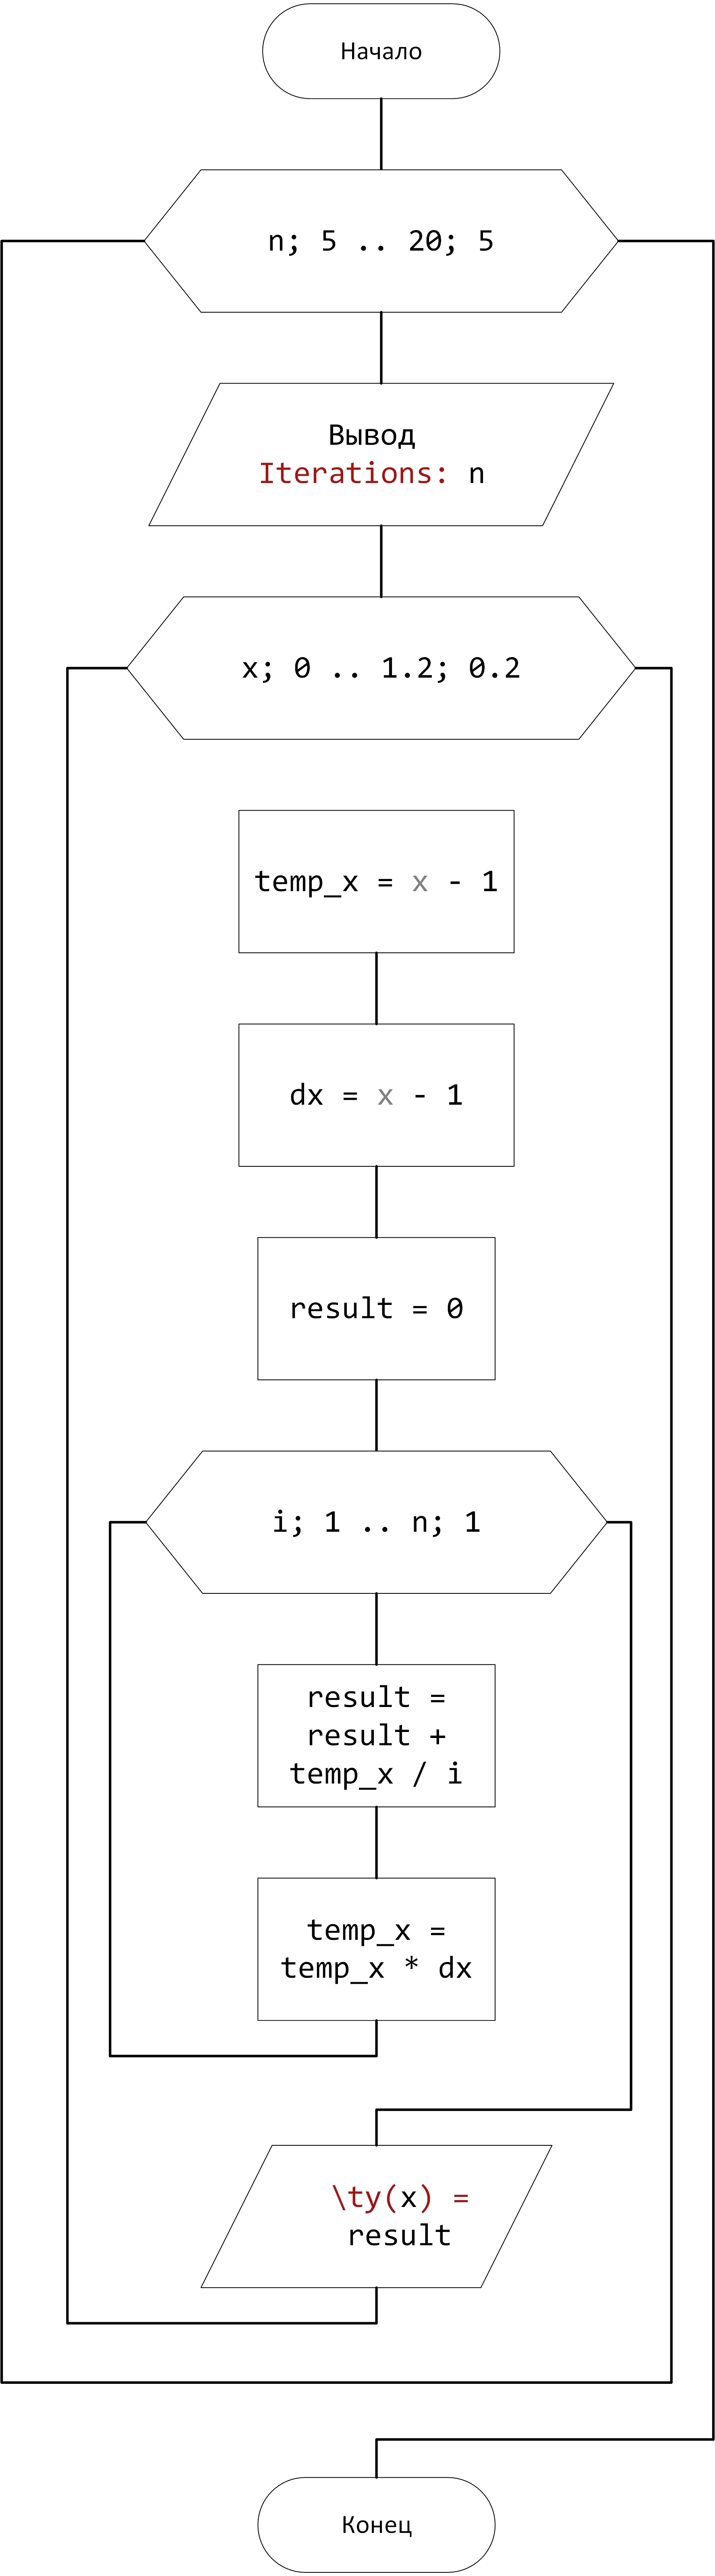 Начало
n; 5 .. 20; 5
Вывод
Iterations: n
x; 0 .. 1.2; 0.2
temp_x = x - 1
dx = x - 1
result = 0
i; 1 .. n; 1
result =
result +
temp_x / i
temp_x =
temp_x * dx
\ty(x) =
result
Конец